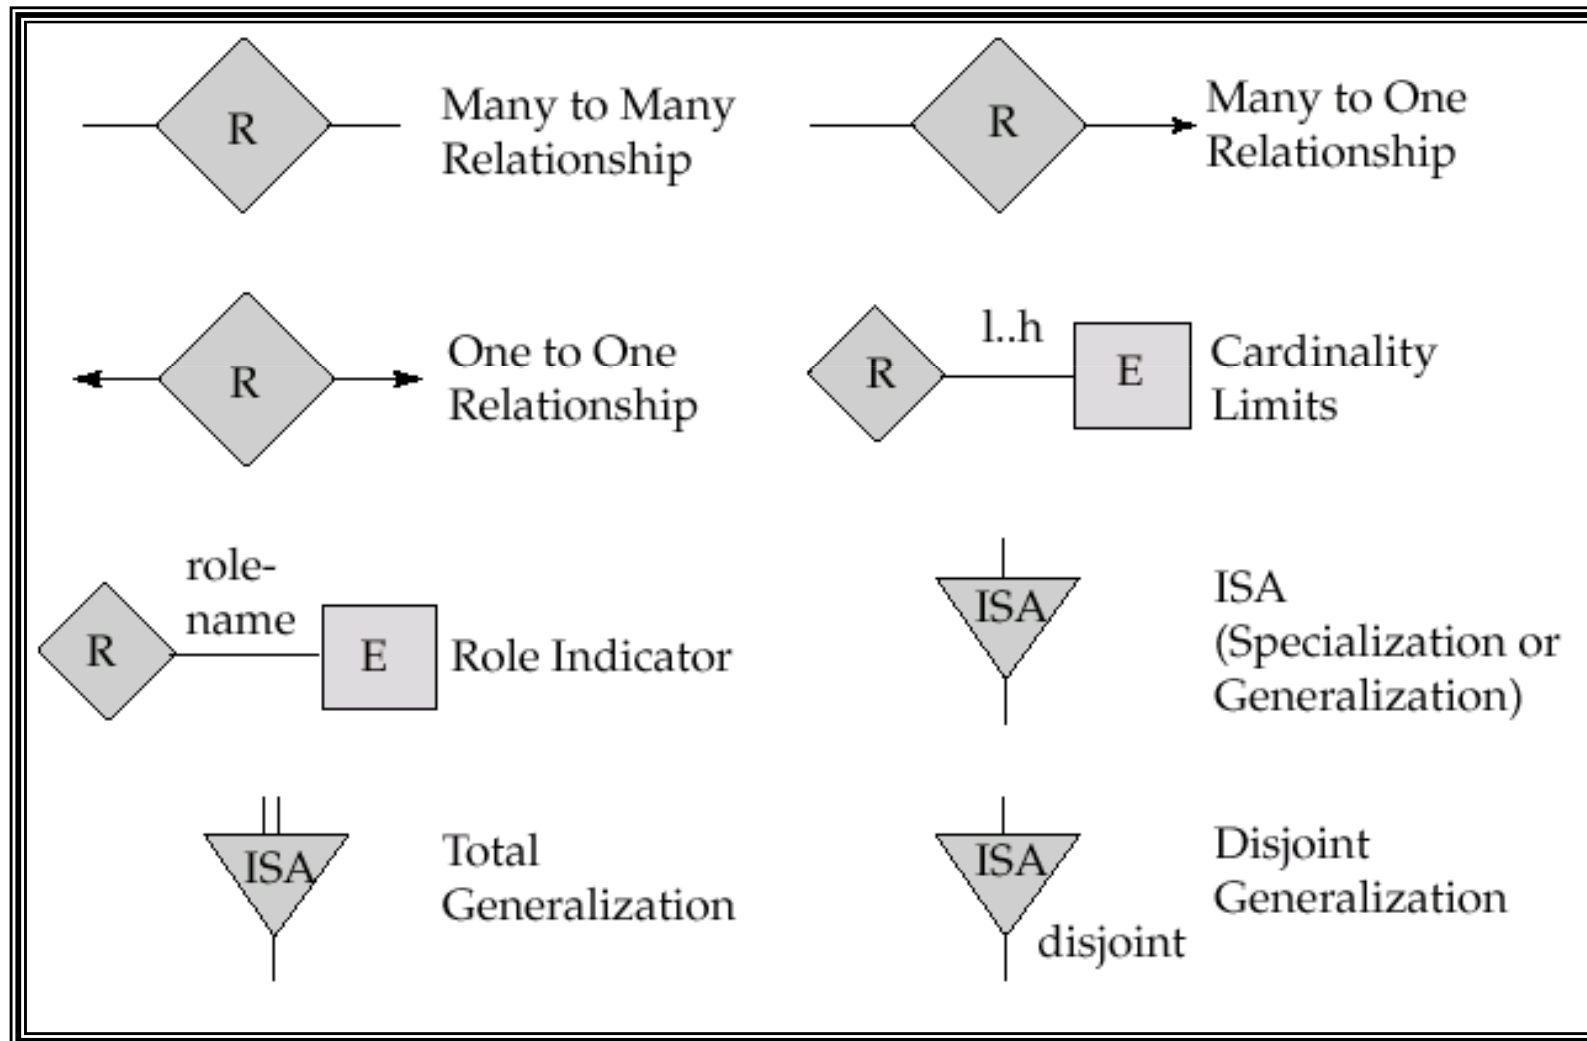 R
Many to Many
Relationship
R
Many to One
Relationship
R
One to One
Relationship
R
l..h
E
Cardinality
Limits
R
role-
name
E
Role Indicator
ISA
ISA
(Specialization or
Generalization)
ISA
Total
Generalization
ISA
disjoint
Disjoint
Generalization